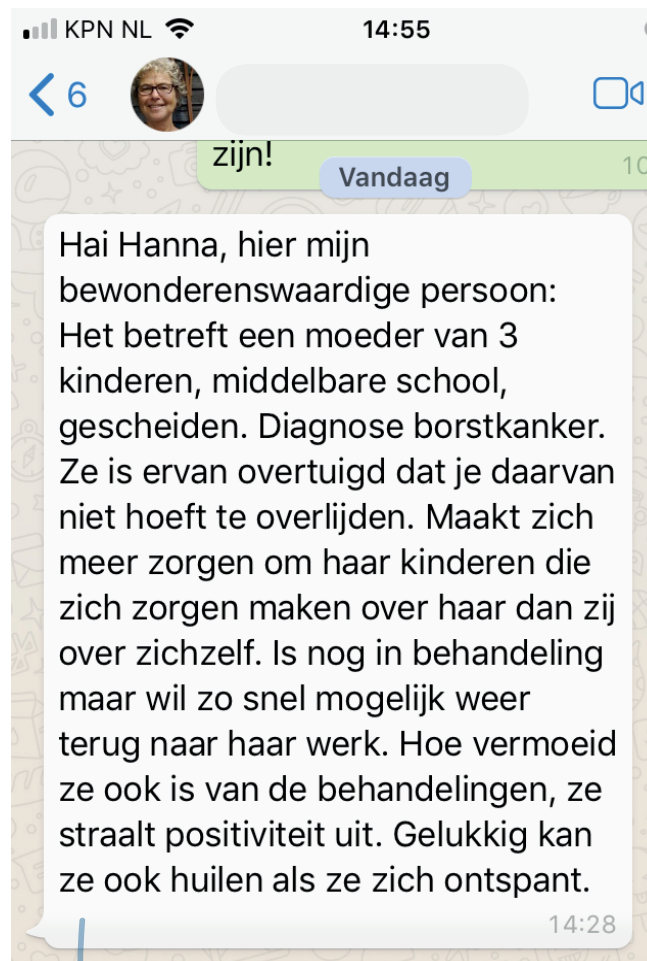 KPN NL 14:55
6
zijn!
10
Vandaag
Hai Hanna, hier mijn
bewonderenswaardige persoon:
Het betreft een moeder van 3
kinderen, middelbare school,
gescheiden. Diagnose borstkanker.
Ze is ervan overtuigd dat je daarvan
niet hoeft te overlijden. Maakt zich
meer zorgen om haar kinderen die
zich zorgen maken over haar dan zij
over zichzelf. Is nog in behandeling
maar wil zo snel mogelijk weer
terug naar haar werk. Hoe vermoeid
ze ook is van de behandelingen, ze
straalt positiviteit uit. Gelukkig kan
ze ook huilen als ze zich ontspant.
14:28